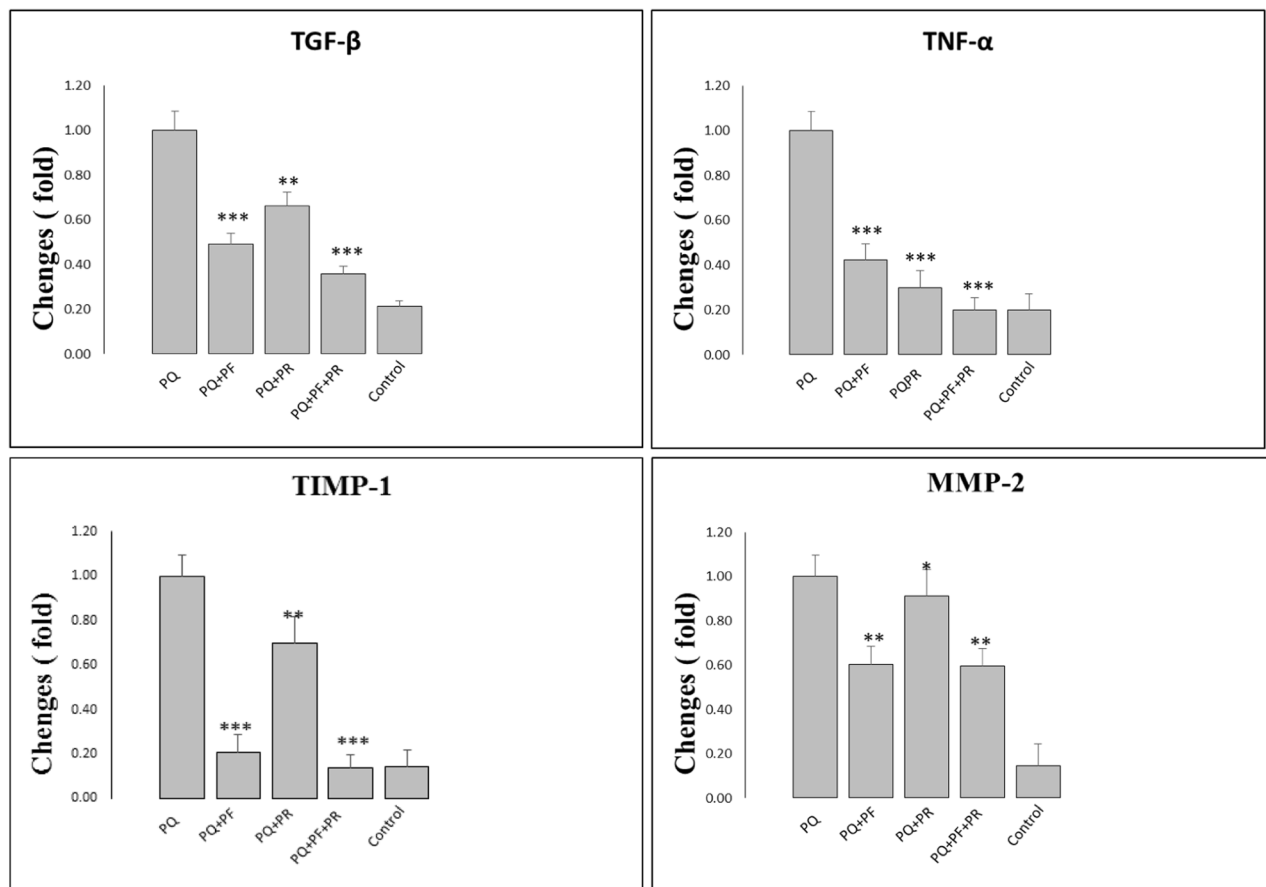 TGF-β
Chenges ( fold)
1.20
1.00
0.80
0.60
0.40
0.20
0.00
***
**
***
PQ
PQ+PF
PQ+PR
PQ+PF+PR
Control
TNF-α
Chenges ( fold)
1.20
1.00
0.80
0.60
0.40
0.20
0.00
***
***
***
PQ
PQ+PF
PQPR
PQ+PF+PR
Control
TIMP-1
Chenges ( fold)
1.20
1.00
0.80
0.60
0.40
0.20
0.00
***
**
***
PQ
PQ+PF
PQ+PR
PQ+PF+PR
Control
MMP-2
Chenges ( fold)
1.20
1.00
0.80
0.60
0.40
0.20
0.00
**
*
**
PQ
PQ+PF
PQ+PR
PQ+PF+PR
Control